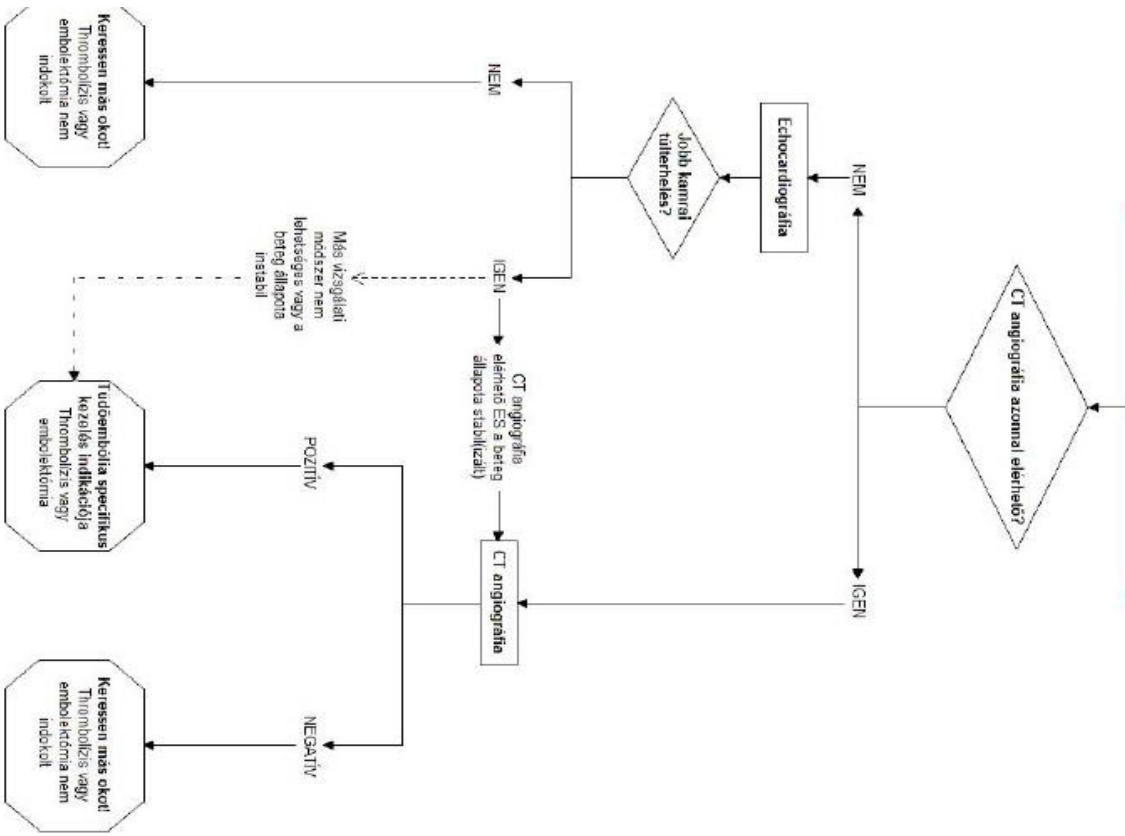 CT angiográfia azonnal elérhető?
NEM
IGEN
Echocardiográfia
Jobb kamrai
túlterhelés?
NEM
IGEN
CT angiográfia
elérhető ES a beteg
állapota stabil(izált)
CT angiográfia
Más vizsgálati
módszer nem
lehetséges vagy a
beteg állapota
instabil
POZITÍV
NEGATÍV
Keressen más okot!
Thrombolízis vagy
embolektómia nem
indokolt
Tüdőembólia specifikus
kezelés indikációja
Thrombolízis vagy
embolektómia
Keressen más okot!
Thrombolízis vagy
embolektómia nem
indokolt